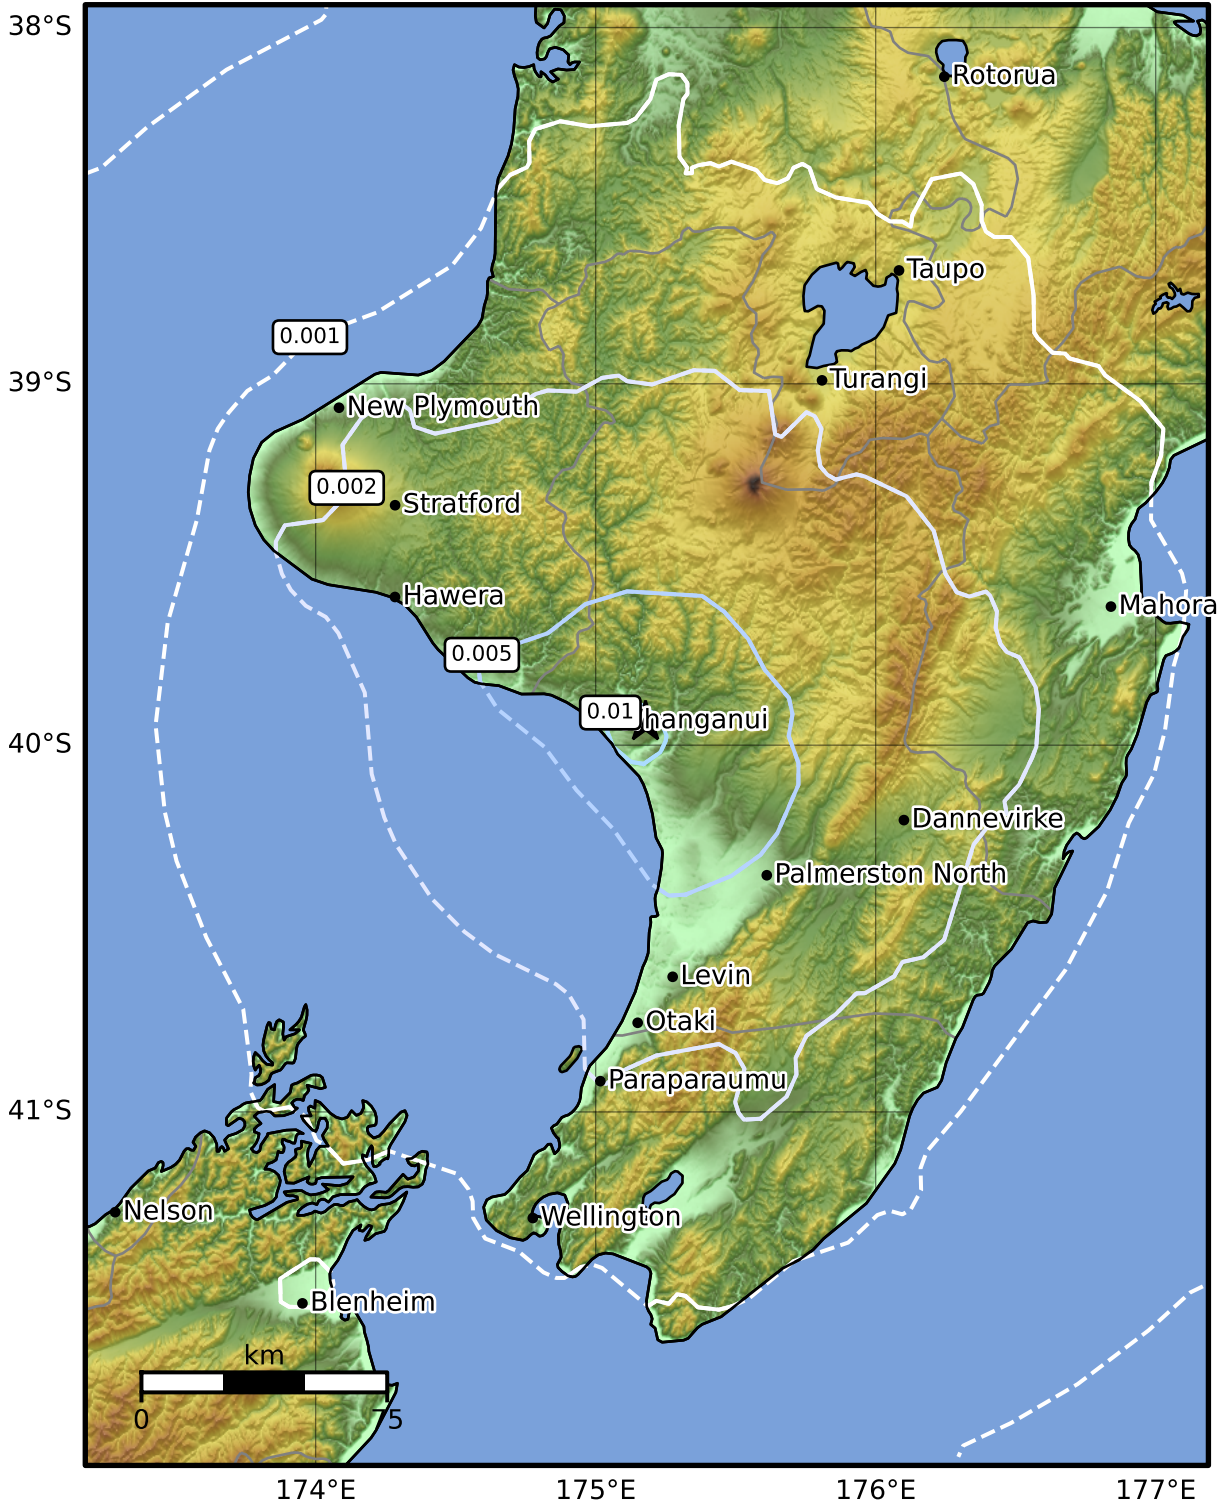 38°S
Rotorua
Taupo
0.001
39°S
Turangi
New Plymouth
0.002
Stratford
Hawera
Mahora
0.005
0.01
hanganui
40°S
Dannevirke
Palmerston North
Levin
Otaki
Paraparaumu
41°S
Nelson
Wellington
Blenheim
km
0
75
174°E
175°E
176°E
177°E